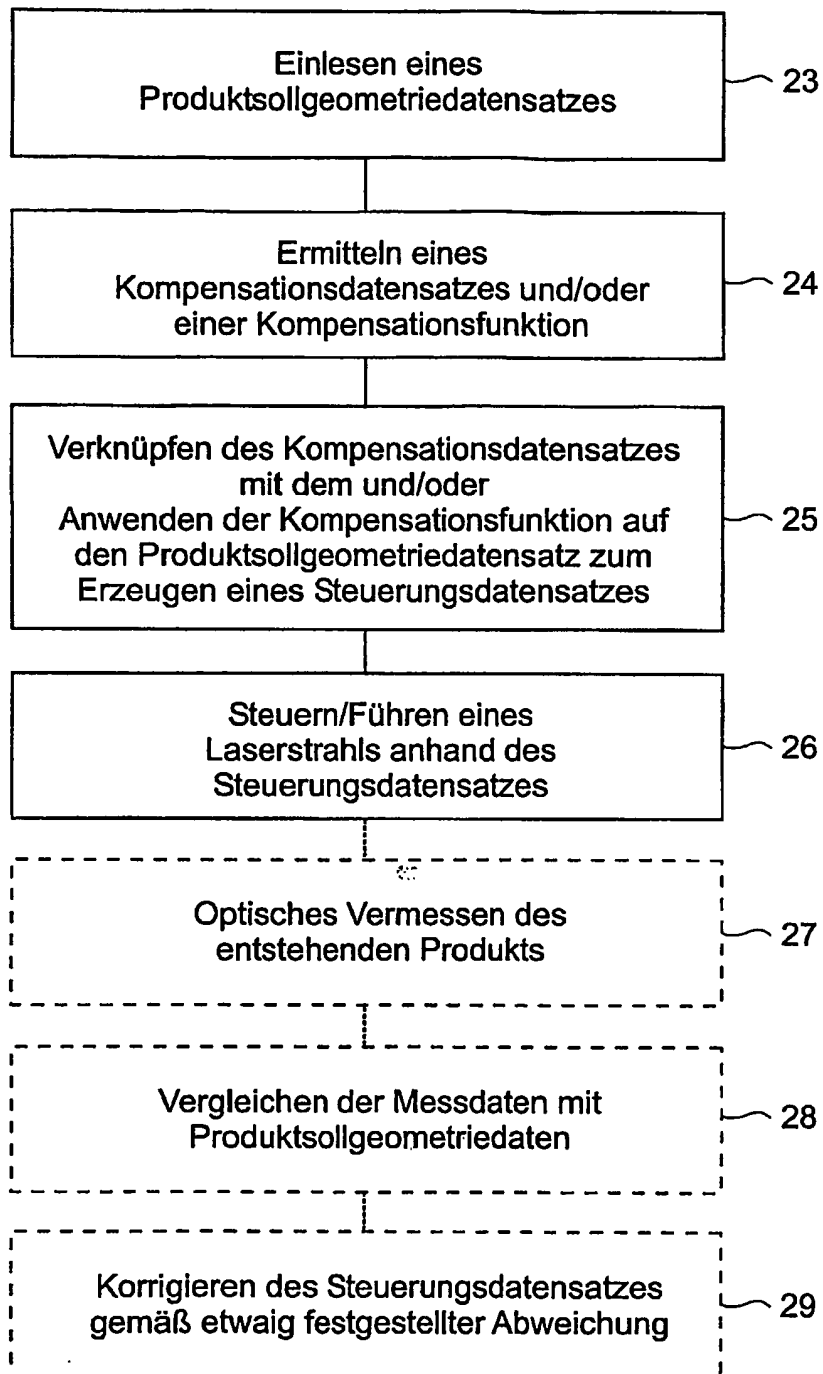 Einlesen eines
Produktsollgeometriedatensatzes
23
Ermitteln eines
Kompensationsdatensatzes und/oder
einer Kompensationsfunktion
24
Verknüpfen des Kompensationsdatensatzes
mit dem und/oder
Anwenden der Kompensationsfunktion auf
den Produktsollgeometriedatensatz zum
Erzeugen eines Steuerungsdatensatzes
25
Steuern/Führen eines
Laserstrahls anhand des
Steuerungsdatensatzes
26
Optisches Vermessen des
entstehenden Produkts
27
Vergleichen der Messdaten mit
Produktsollgeometriedaten
28
Korrigieren des Steuerungsdatensatzes
gemäß etwaig festgestellter Abweichung
29